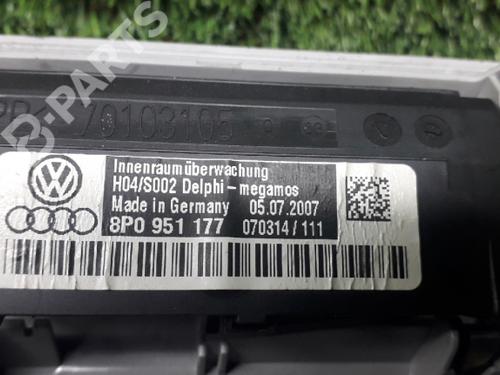 70103105
Innenraumüberwachung
H04/S002 Delphi-megamos
Made in Germany 05.07.2007
8P0 951 177 070314/111
B-PARTS